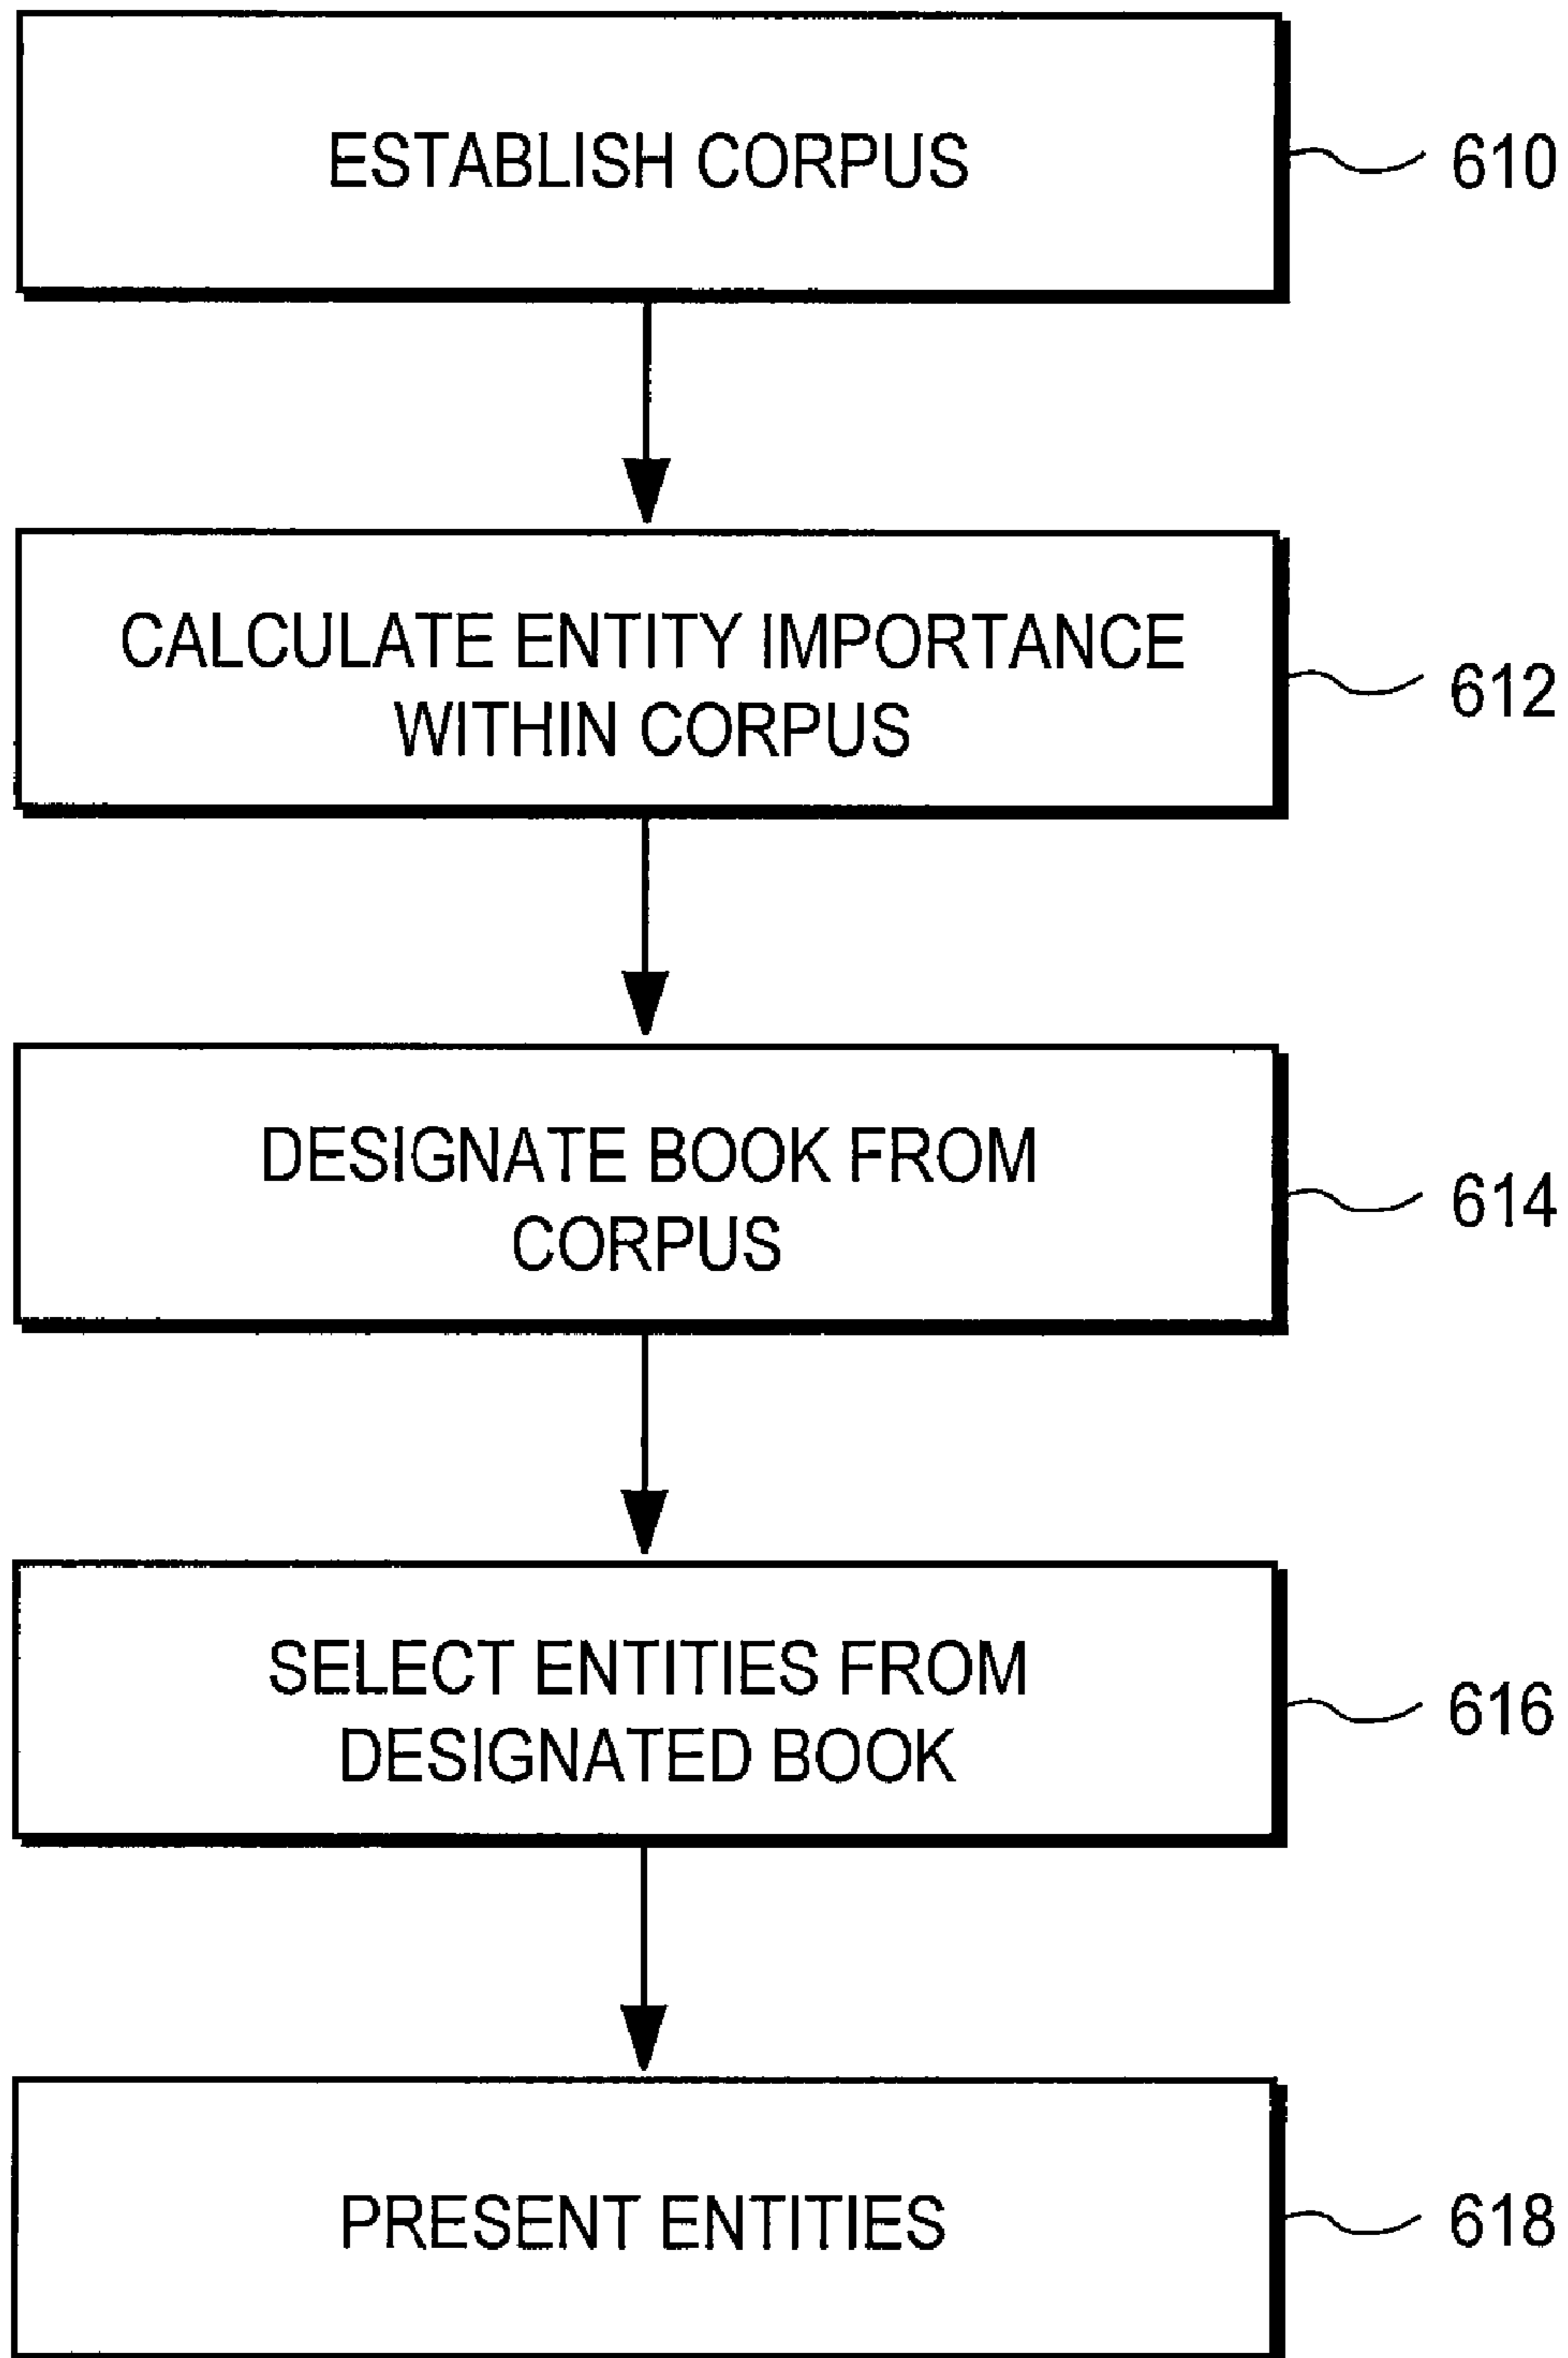 ESTABLISH CORPUS
610
CALCULATE ENTITY IMPORTANCE
WITHIN CORPUS
612
DESIGNATE BOOK FROM
CORPUS
614
SELECT ENTITIES FROM
DESIGNATED BOOK
616
PRESENT ENTITIES
618